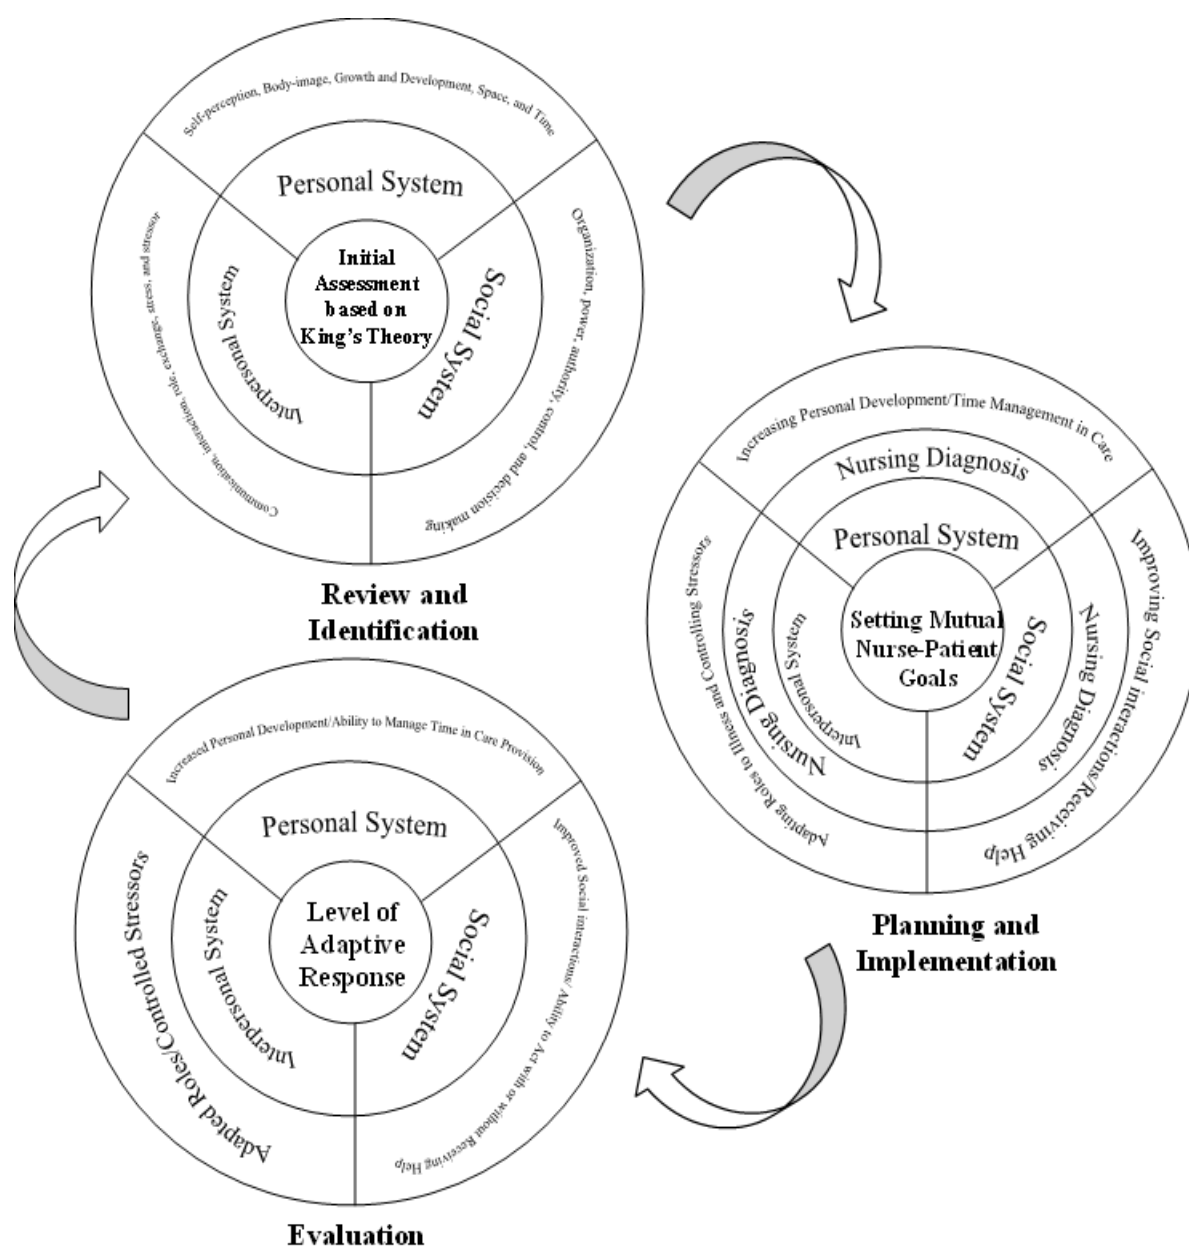 Self-perception, Body-image, Growth and Development, Space, and Time
Personal System
Communication, interaction, role, exchange, stress, and stressor
Interpersonal System
Organization, power, authority, control, and decision making
Social System
Initial
Assessment
based on
King's Theory
Review and
Identification
Increasing Personal Development/Time Management in Care
Nursing Diagnosis
Personal System
Adapting Roles to Illness and Controlling Stressors
Nursing Diagnosis
Interpersonal System
Improving Social interactions/Receiving Help
Nursing Diagnosis
Social System
Setting Mutual
Nurse-Patient
Goals
Planning and
Implementation
Increased Personal Development/Ability to Manage Time in Care Provision
Personal System
Adapted Roles/Controlled Stressors
Interpersonal System
Improved Social interactions/ Ability to Act with or without Receiving Help
Social System
Level of
Adaptive
Response
Evaluation